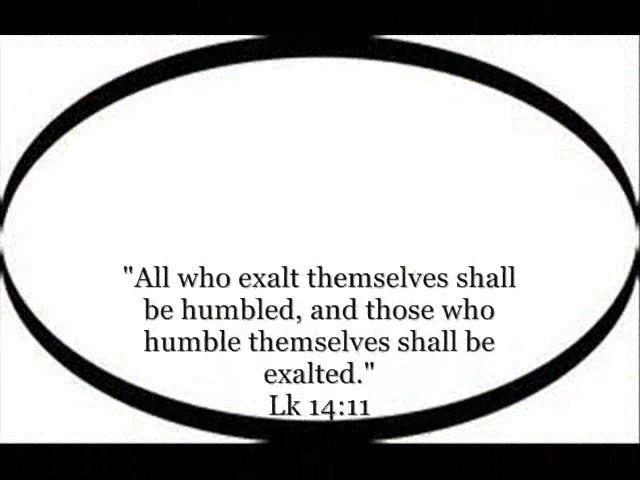 "All who exalt themselves shall
be humbled, and those who
humble themselves shall be
exalted."
Lk 14:11